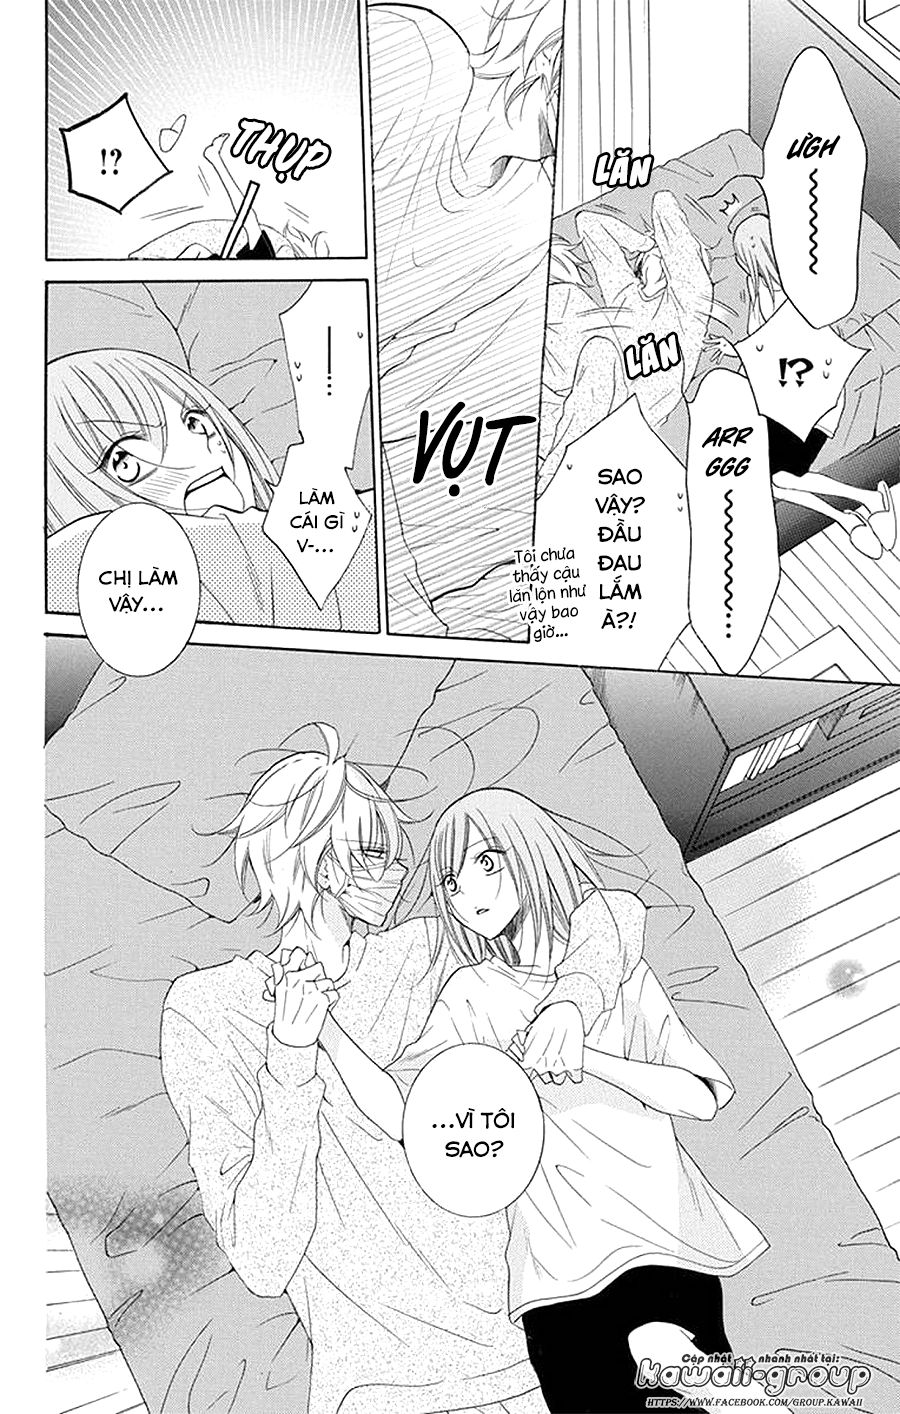 ƯGH
LĂN
!?
LĂN
ARR
GGG
SAO
VẬY?
ĐẦU
ĐAU
LẮM
À?!
Tôi chưa
thấy cậu
lăn lộn như
vậy bao
giờ...
VỤT
THỤP
!?
LÀM
CÁI GÌ
V-...
CHỊ LÀM
VẬY...
...VÌ TÔI
SAO?
Cập nhật nhanh nhất tại:
kawaii-group
HTTPS://WWW.FACEBOOK.COM/GROUP.KAWAII